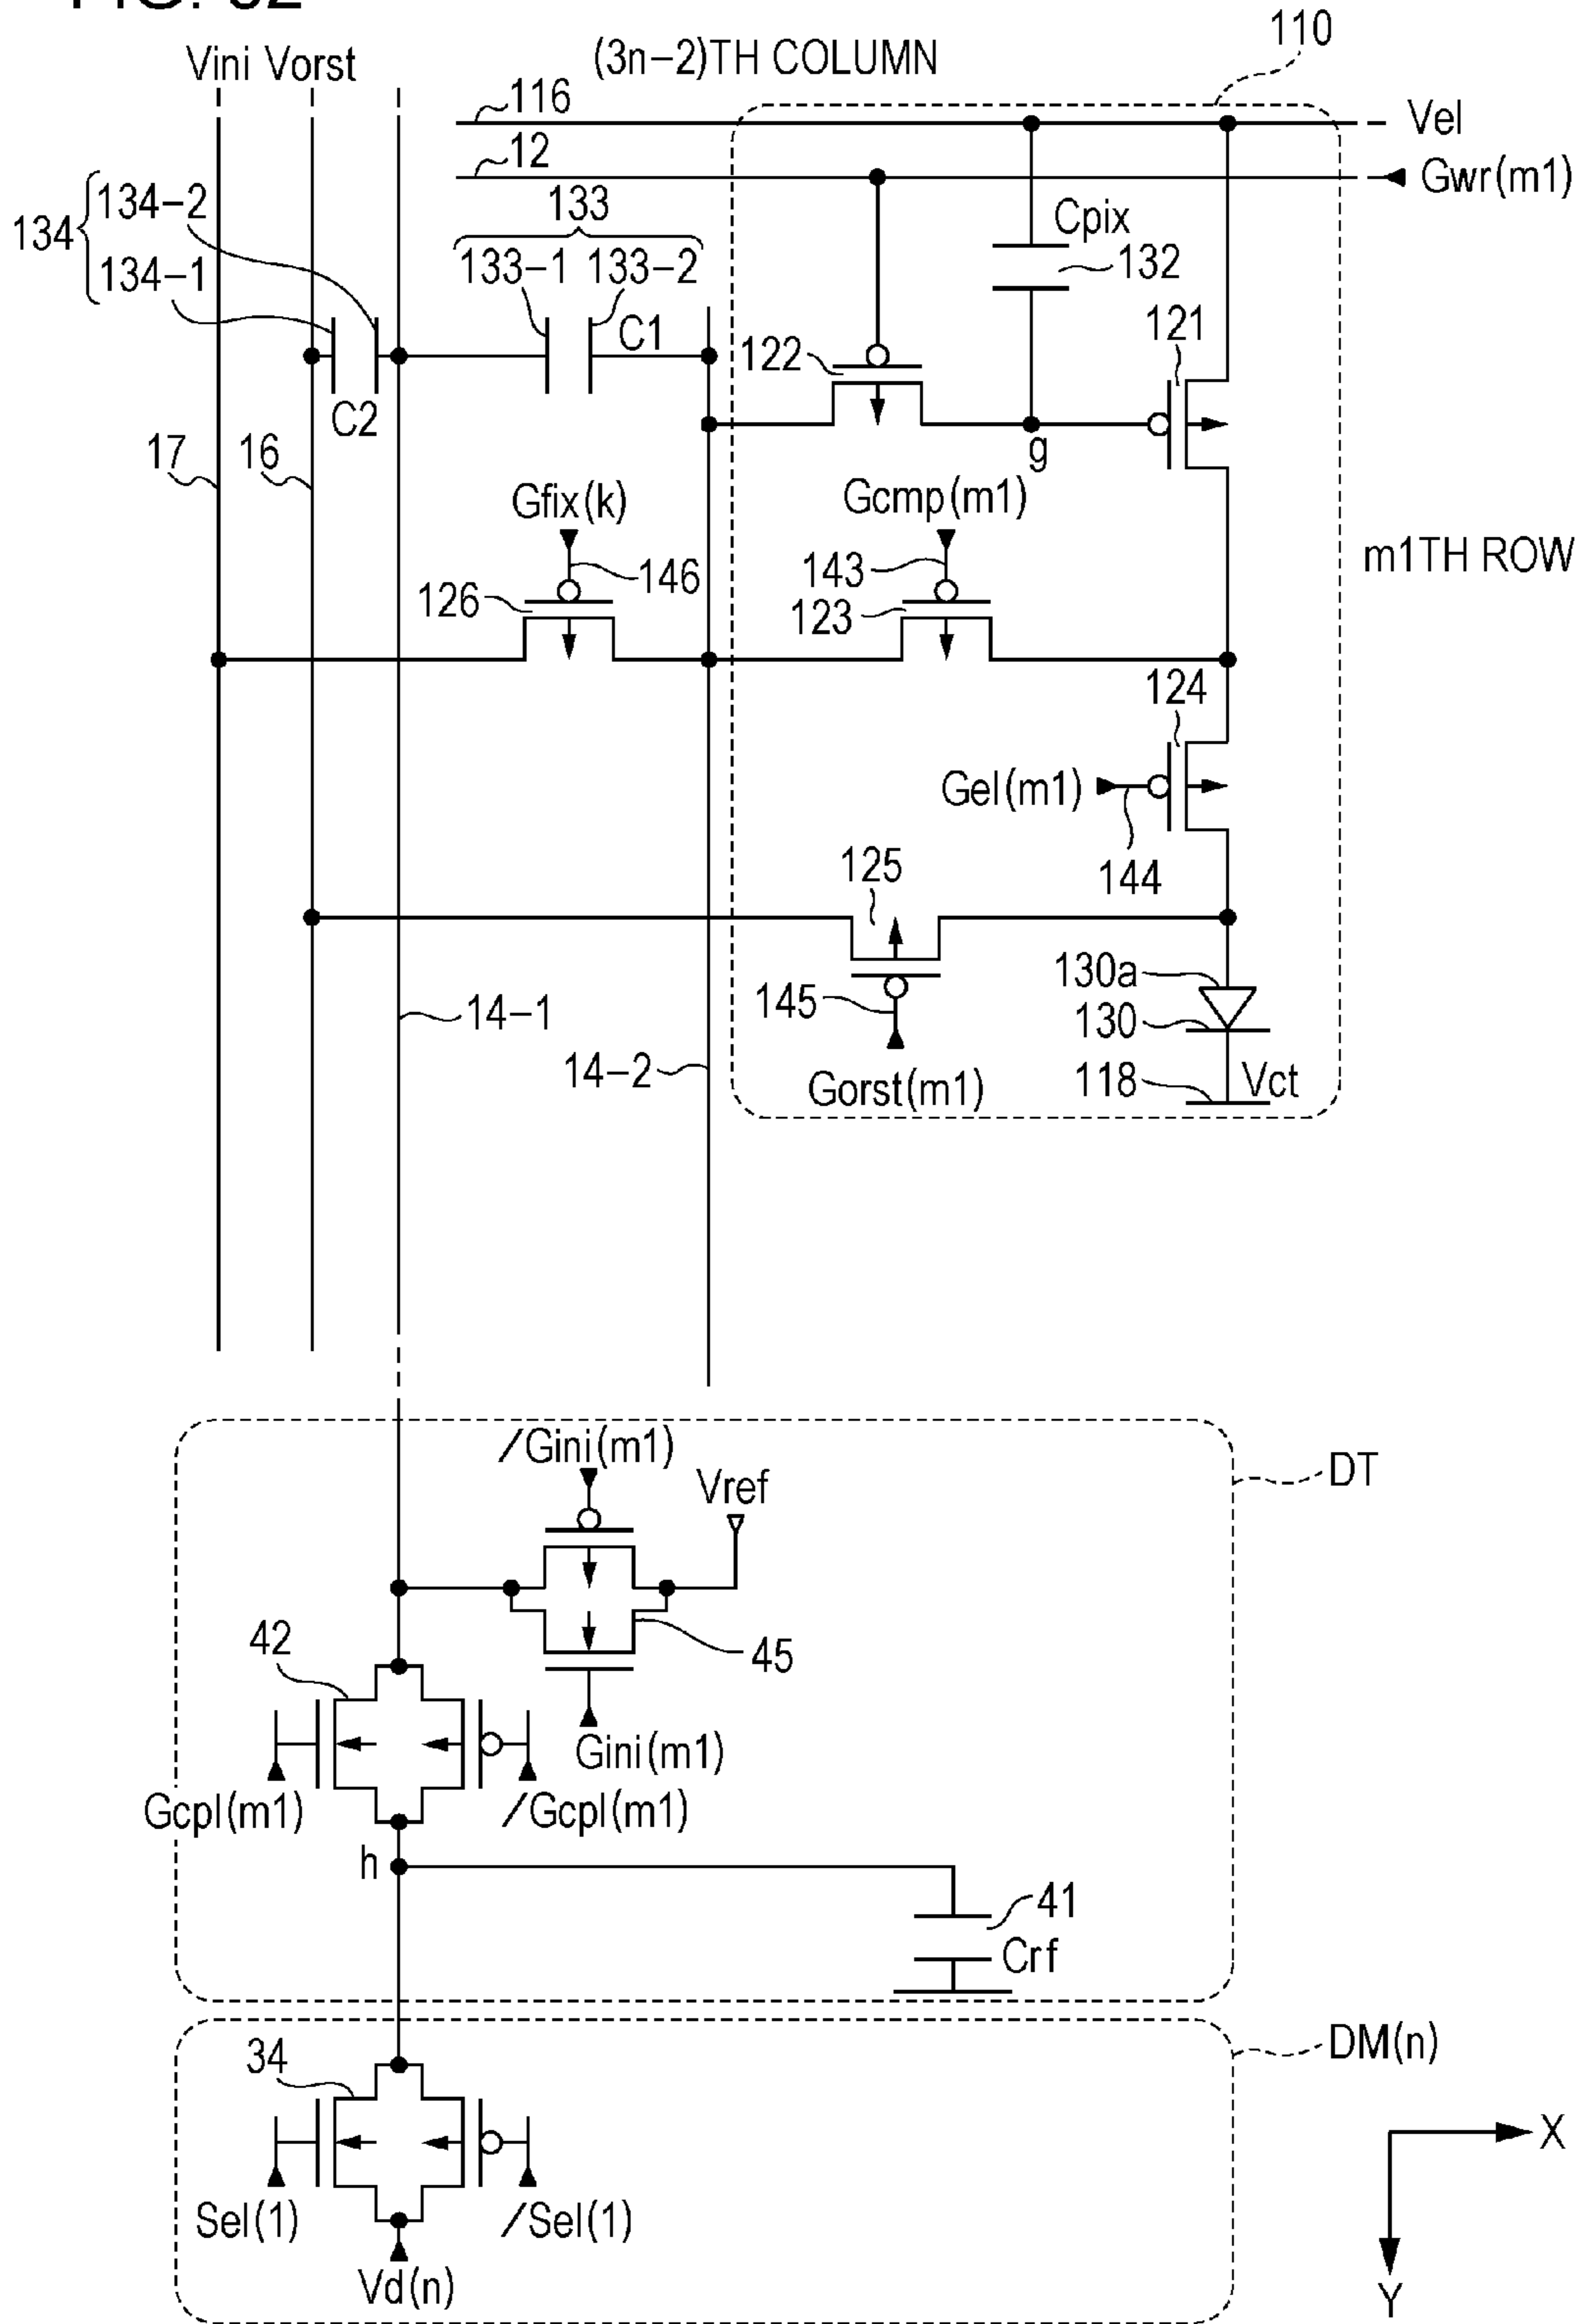 Vini Vorst
(3n-2)TH COLUMN
110
116
Vel
12
Gwr(m1)
134
134-2
134-1
133
133-1 133-2
Cpix
132
C1
122
121
C2
g
17
16
Gfix(k)
Gcmp(m1)
m1TH ROW
146
143
126
123
124
Gel(m1)
144
125
130a
130
145
14-1
14-2
Gorst(m1)
118
Vct
/Gini(m1)
Vref
DT
42
45
Gini(m1)
Gcpl(m1)
/Gcpl(m1)
h
41
Crf
DM(n)
34
X
Sel(1)
/Sel(1)
Vd(n)
Y